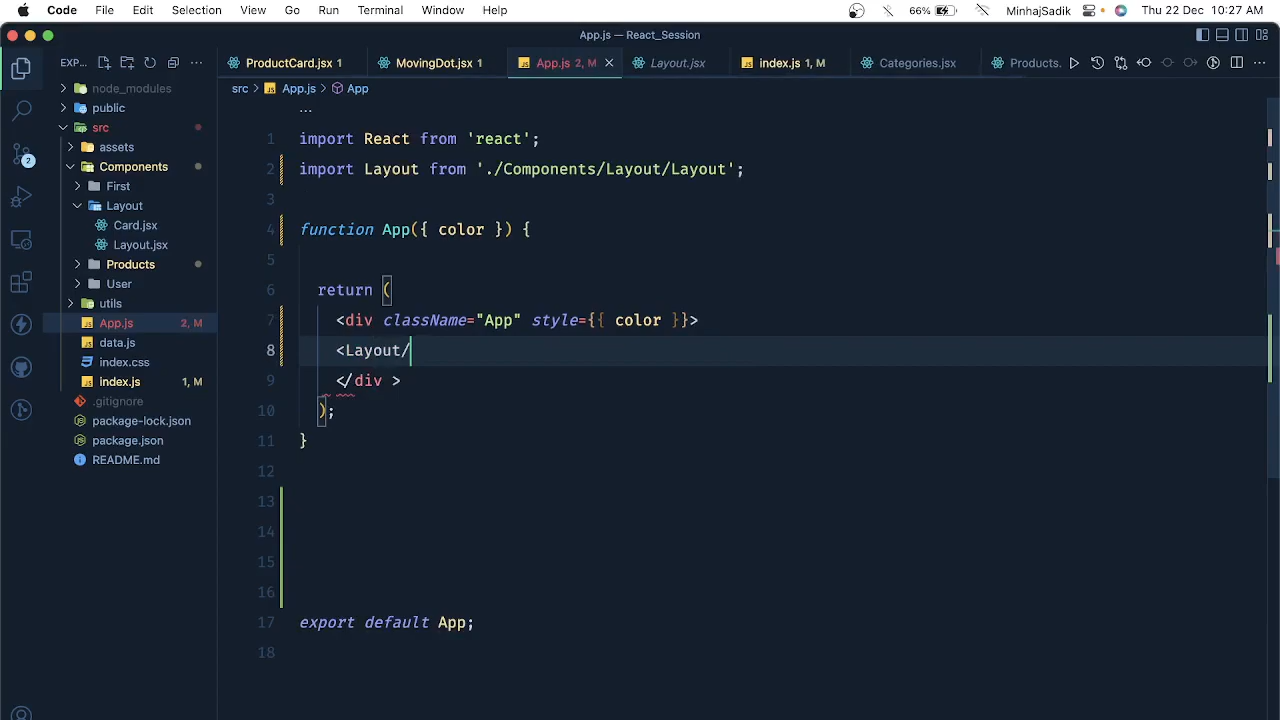 Code File Edit Selection View Go Run Terminal Window Help 66% MinhajSadik Thu 22 Dec 10:27 AM
App.js — React_Session
EXP... ProductCard.jsx 1 MovingDot.jsx 1 App.js 2, M Layout.jsx index.js 1, M Categories.jsx Products.
node_modules
public
src
assets
Components
First
Layout
Card.jsx
Layout.jsx
Products
User
utils
App.js 2, M
data.js
index.css
index.js 1, M
.gitignore
package-lock.json
package.json
README.md
2
src > App.js > App
...
1 import React from 'react';
2 import Layout from './Components/Layout/Layout';
3
4 function App({ color }) {
5
6 return (
7 <div className="App" style={{ color }}>
8 <Layout/
9 </div >
10 );
11 }
12
13
14
15
16
17 export default App;
18